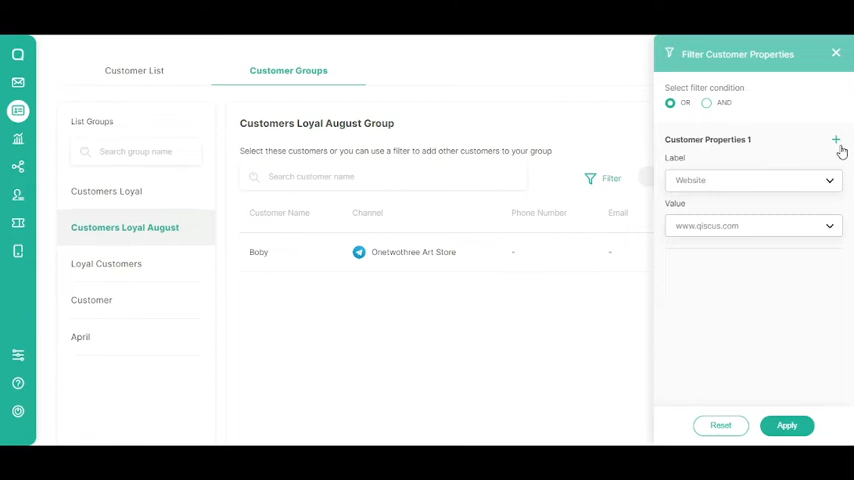 Customer List
Customer Groups
List Groups
Search group name
Customers Loyal
Customers Loyal August
Loyal Customers
Customer
April
Customers Loyal August Group
Select these customers or you can use a filter to add other customers to your group
Search customer name
Filter
Customer Name Channel Phone Number Email
Boby Onetwothree Art Store - -
Filter Customer Properties
Select filter condition
OR AND
Customer Properties 1
Label
Website
Value
www.qiscus.com
Reset Apply